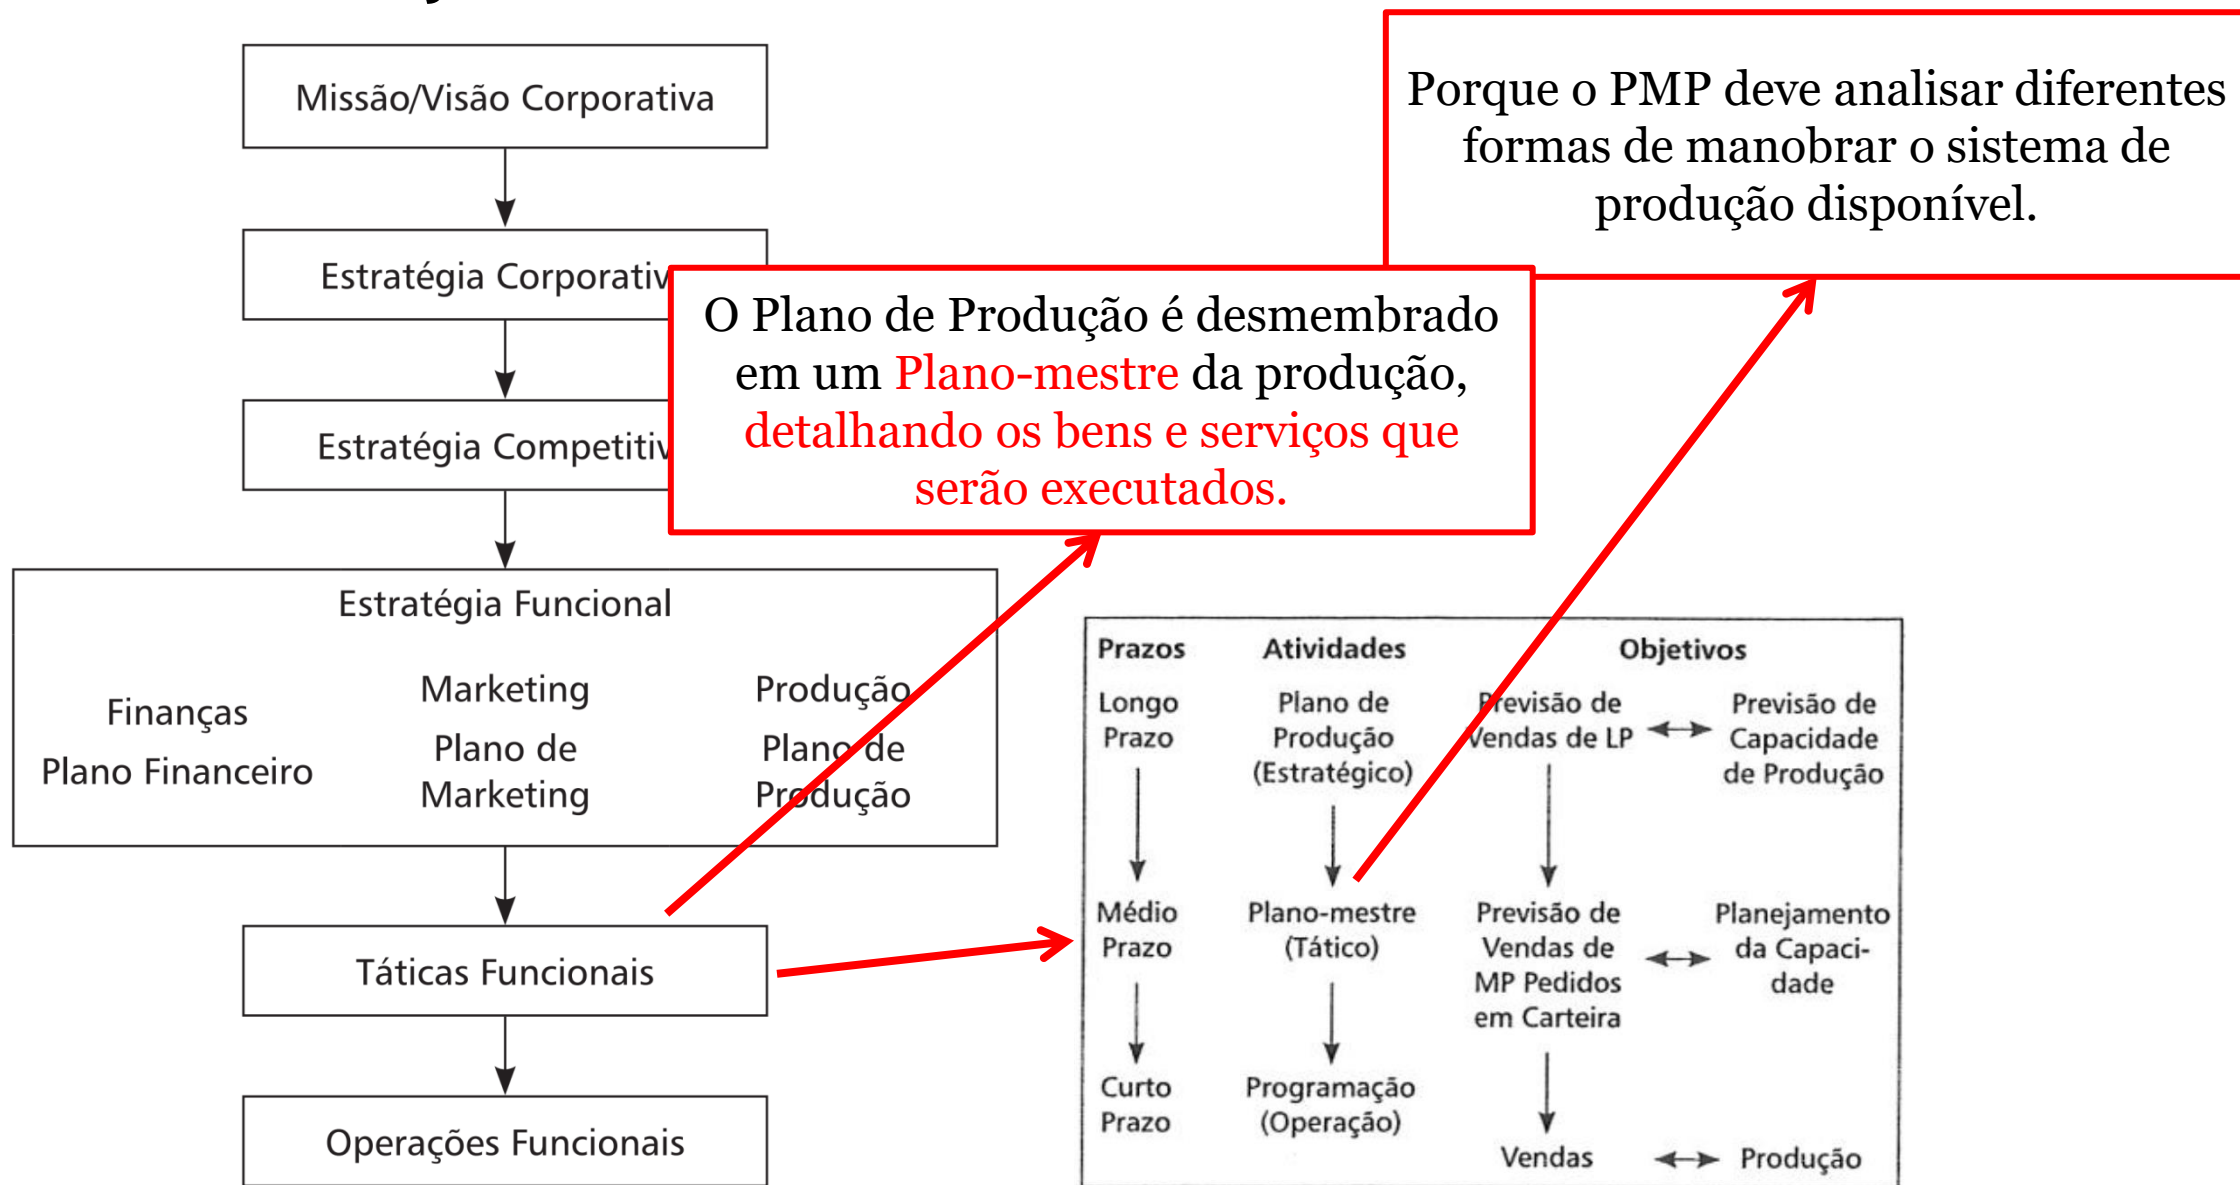 Missão/Visão Corporativa
Estratégia Corporativ
Estratégia Competitiv
Estratégia Funcional
Finanças
Plano Financeiro
Marketing
Plano de
Marketing
Produção
Plano de
Produção
Táticas Funcionais
Operações Funcionais
O Plano de Produção é desmembrado
em um Plano-mestre da produção,
detalhando os bens e serviços que
serão executados.
Porque o PMP deve analisar diferentes
formas de manobrar o sistema de
produção disponível.
Prazos Atividades Objetivos
Longo
Prazo
Plano de
Produção
(Estratégico)
Previsão de
Vendas de LP
Previsão de
Capacidade
de Produção
Médio
Prazo
Plano-mestre
(Tático)
Previsão de
Vendas de
MP Pedidos
em Carteira
Planejamento
da Capaci-
dade
Curto
Prazo
Programação
(Operação)
Vendas
Produção